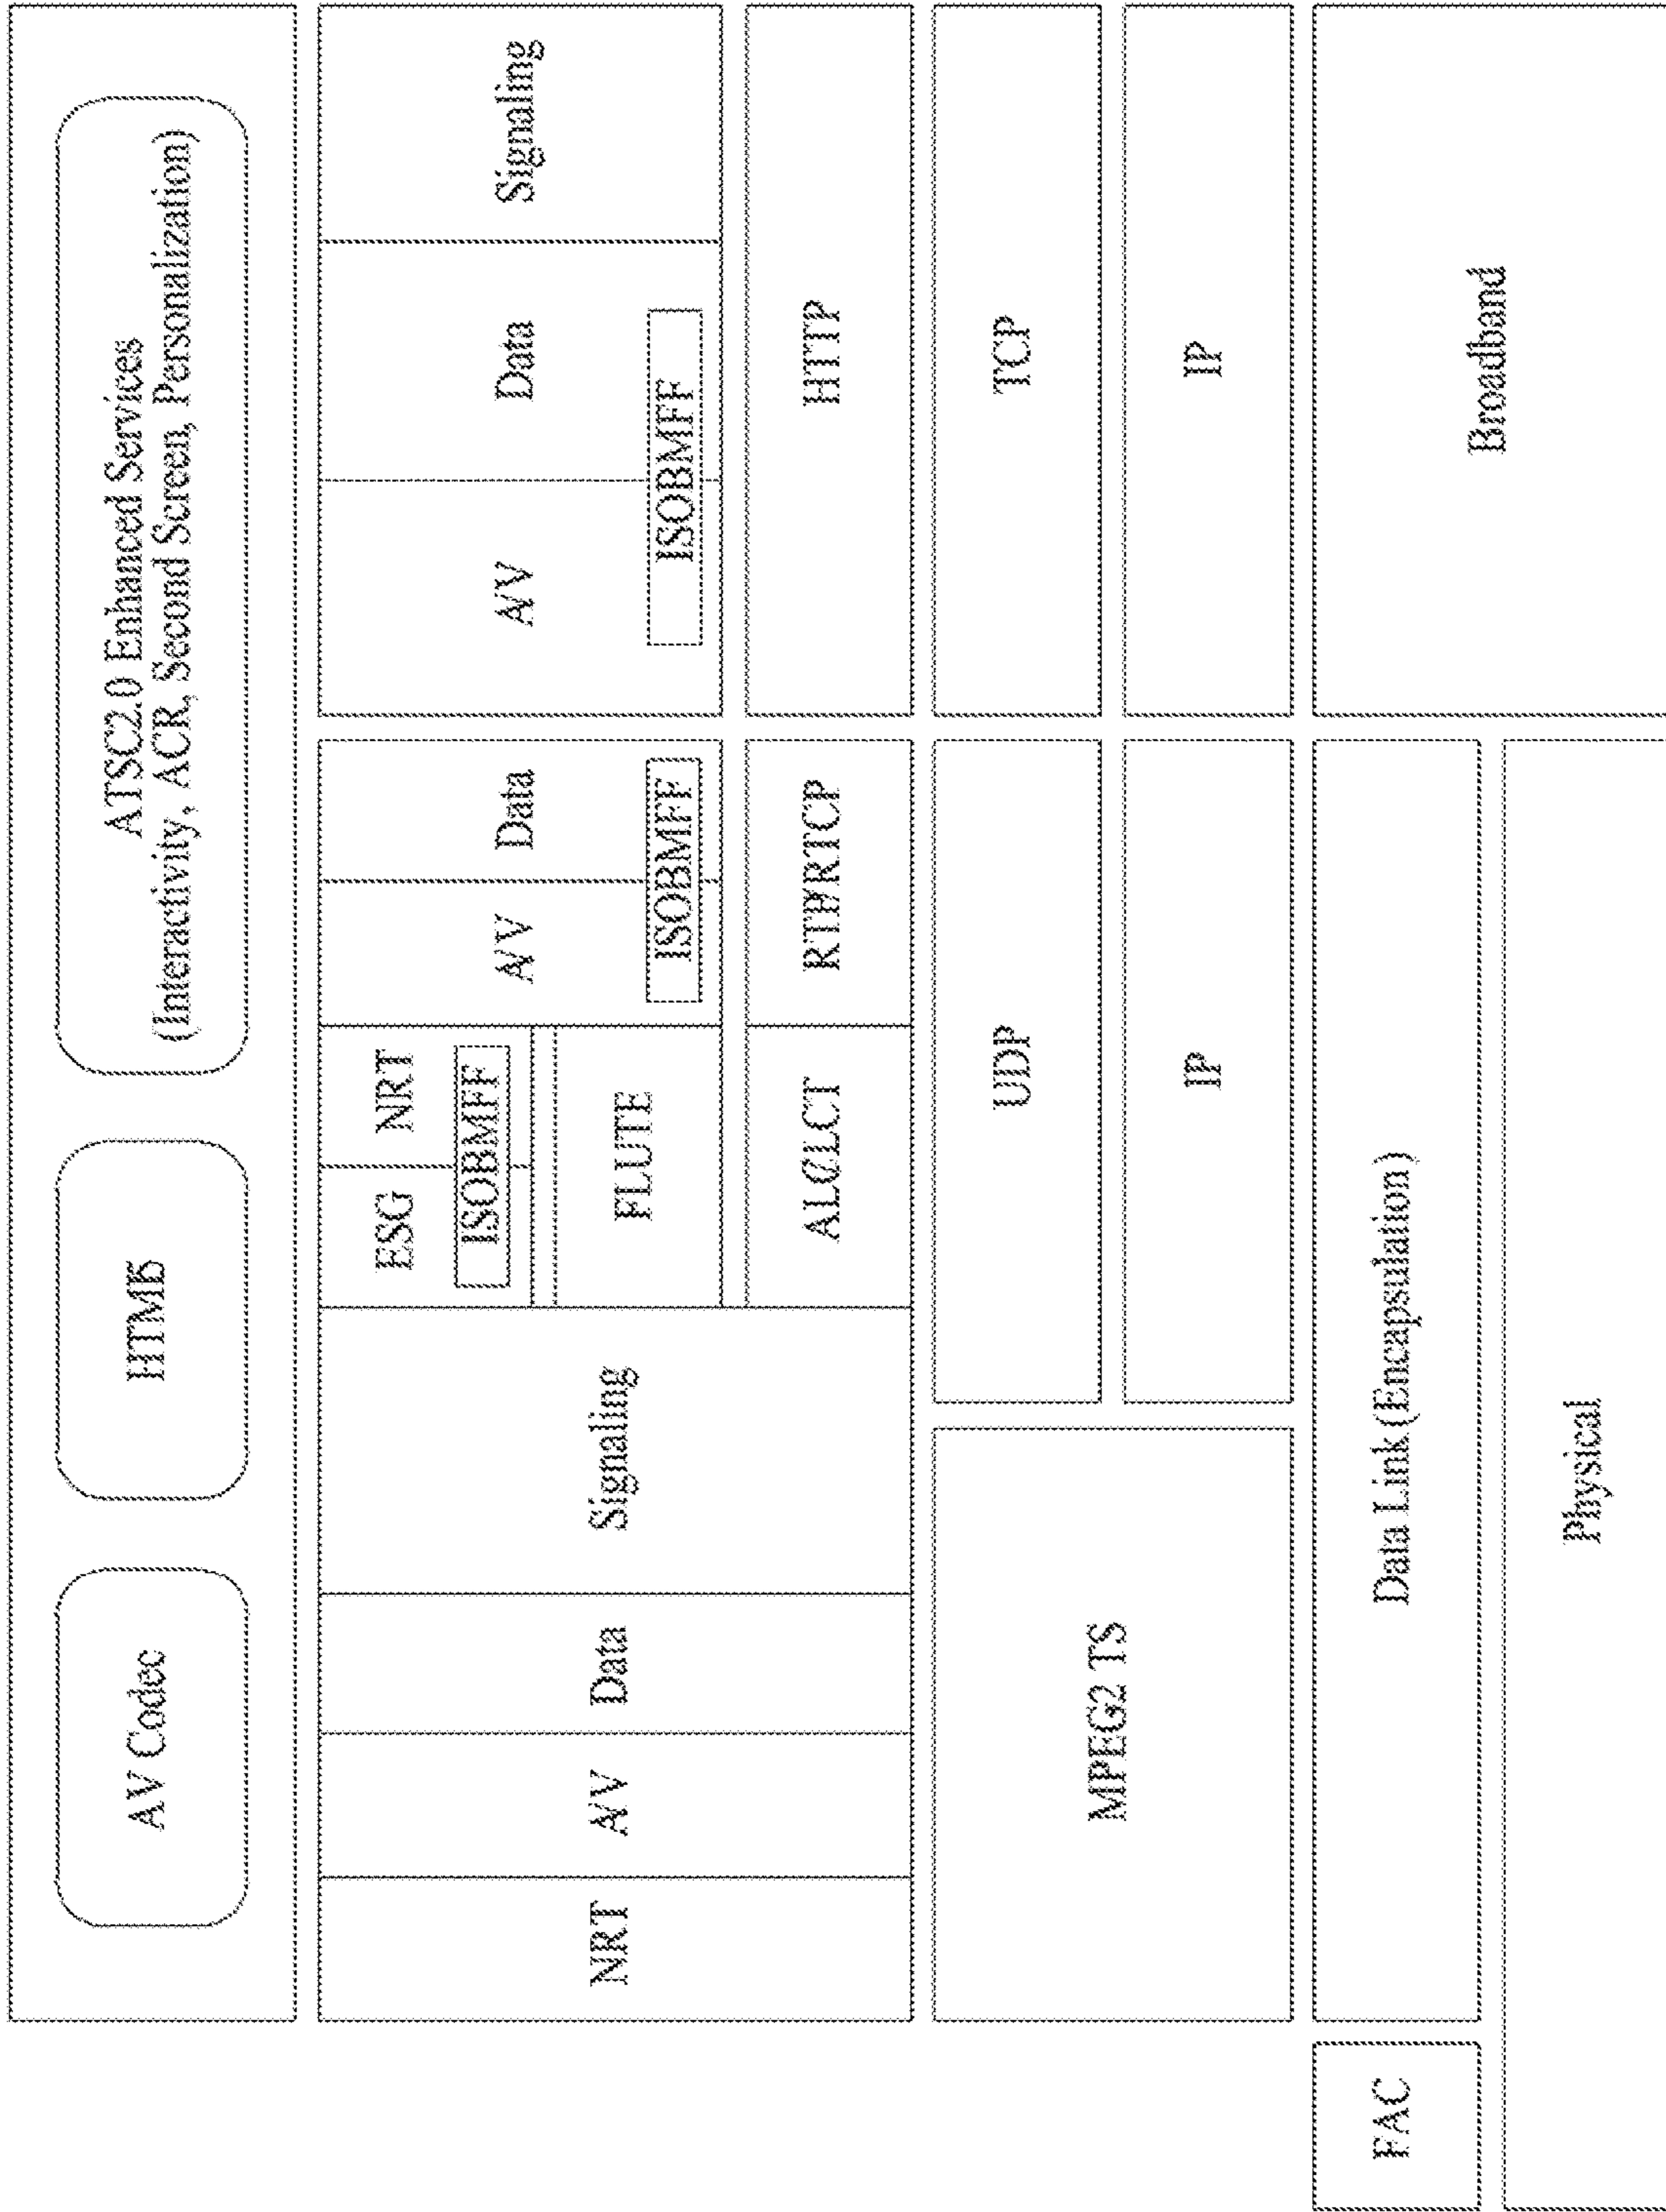 AV Codec
HTML5
ATSC2.0 Enhanced Services
(Interactivity, ACR, Second Screen, Personalization)
NRT
A/V
Data
Signaling
ESG
NRT
ISOBMFF
FLUTE
ALC/LCT
A/V
Data
ISOBMFF
RTP/RTCP
A/V
Data
Signaling
ISOBMFF
HTTP
MPEG2 TS
UDP
TCP
IP
IP
FAC
Data Link (Encapsulation)
Broadband
Physical